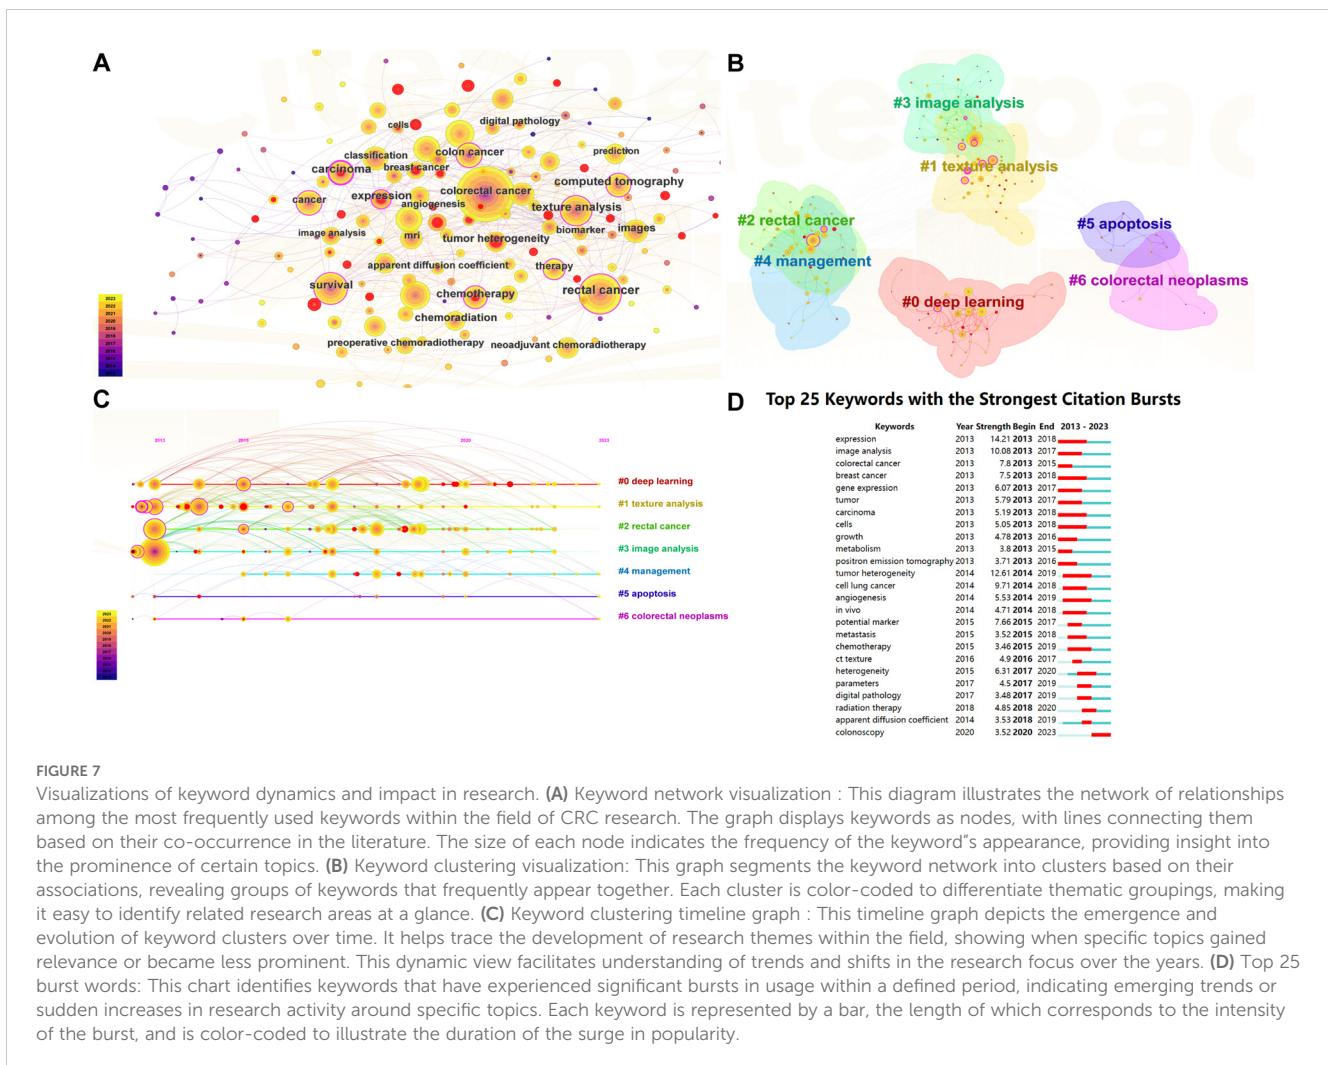 A
cells
digital pathology
classification
colon cancer
prediction
carcinoma
breast cancer
colorectal cancer
computed tomography
cancer
expression
angiogenesis
texture analysis
image analysis
mri
tumor heterogeneity
biomarker
images
apparent diffusion coefficient
therapy
survival
chemotherapy
rectal cancer
chemoradiation
preoperative chemoradiotherapy
neoadjuvant chemoradiotherapy
2023
2022
2021
2020
2019
2018
2017
2016
2015
2014
B
#3 image analysis
#1 texture analysis
#2 rectal cancer
#5 apoptosis
#4 management
#6 colorectal neoplasms
#0 deep learning
C
2013
2015
2020
2023
#0 deep learning
#1 texture analysis
#2 rectal cancer
#3 image analysis
#4 management
#5 apoptosis
#6 colorectal neoplasms
D
Top 25 Keywords with the Strongest Citation Bursts
Keywords Year Strength Begin End 2013 - 2023
expression 2013 14.21 2013 2018
image analysis 2013 10.08 2013 2017
colorectal cancer 2013 7.8 2013 2015
breast cancer 2013 7.5 2013 2018
gene expression 2013 6.07 2013 2017
tumor 2013 5.79 2013 2017
carcinoma 2013 5.19 2013 2018
cells 2013 5.05 2013 2018
growth 2013 4.78 2013 2016
metabolism 2013 3.8 2013 2015
positron emission tomography 2013 3.71 2013 2016
tumor heterogeneity 2014 12.61 2014 2019
cell lung cancer 2014 9.71 2014 2018
angiogenesis 2014 5.53 2014 2019
in vivo 2014 4.71 2014 2018
potential marker 2015 7.66 2015 2017
metastasis 2015 3.52 2015 2018
chemotherapy 2015 3.46 2015 2019
ct texture 2016 4.9 2016 2017
heterogeneity 2015 6.31 2017 2020
parameters 2017 4.5 2017 2019
digital pathology 2017 3.48 2017 2019
radiation therapy 2018 4.85 2018 2020
apparent diffusion coefficient 2014 3.53 2018 2019
colonoscopy 2020 3.52 2020 2023
FIGURE 7
Visualizations of keyword dynamics and impact in research. (A) Keyword network visualization : This diagram illustrates the network of relationships
among the most frequently used keywords within the field of CRC research. The graph displays keywords as nodes, with lines connecting them
based on their co-occurrence in the literature. The size of each node indicates the frequency of the keyword"s appearance, providing insight into
the prominence of certain topics. (B) Keyword clustering visualization: This graph segments the keyword network into clusters based on their
associations, revealing groups of keywords that frequently appear together. Each cluster is color-coded to differentiate thematic groupings, making
it easy to identify related research areas at a glance. (C) Keyword clustering timeline graph : This timeline graph depicts the emergence and
evolution of keyword clusters over time. It helps trace the development of research themes within the field, showing when specific topics gained
relevance or became less prominent. This dynamic view facilitates understanding of trends and shifts in the research focus over the years. (D) Top 25
burst words: This chart identifies keywords that have experienced significant bursts in usage within a defined period, indicating emerging trends or
sudden increases in research activity around specific topics. Each keyword is represented by a bar, the length of which corresponds to the intensity
of the burst, and is color-coded to illustrate the duration of the surge in popularity.